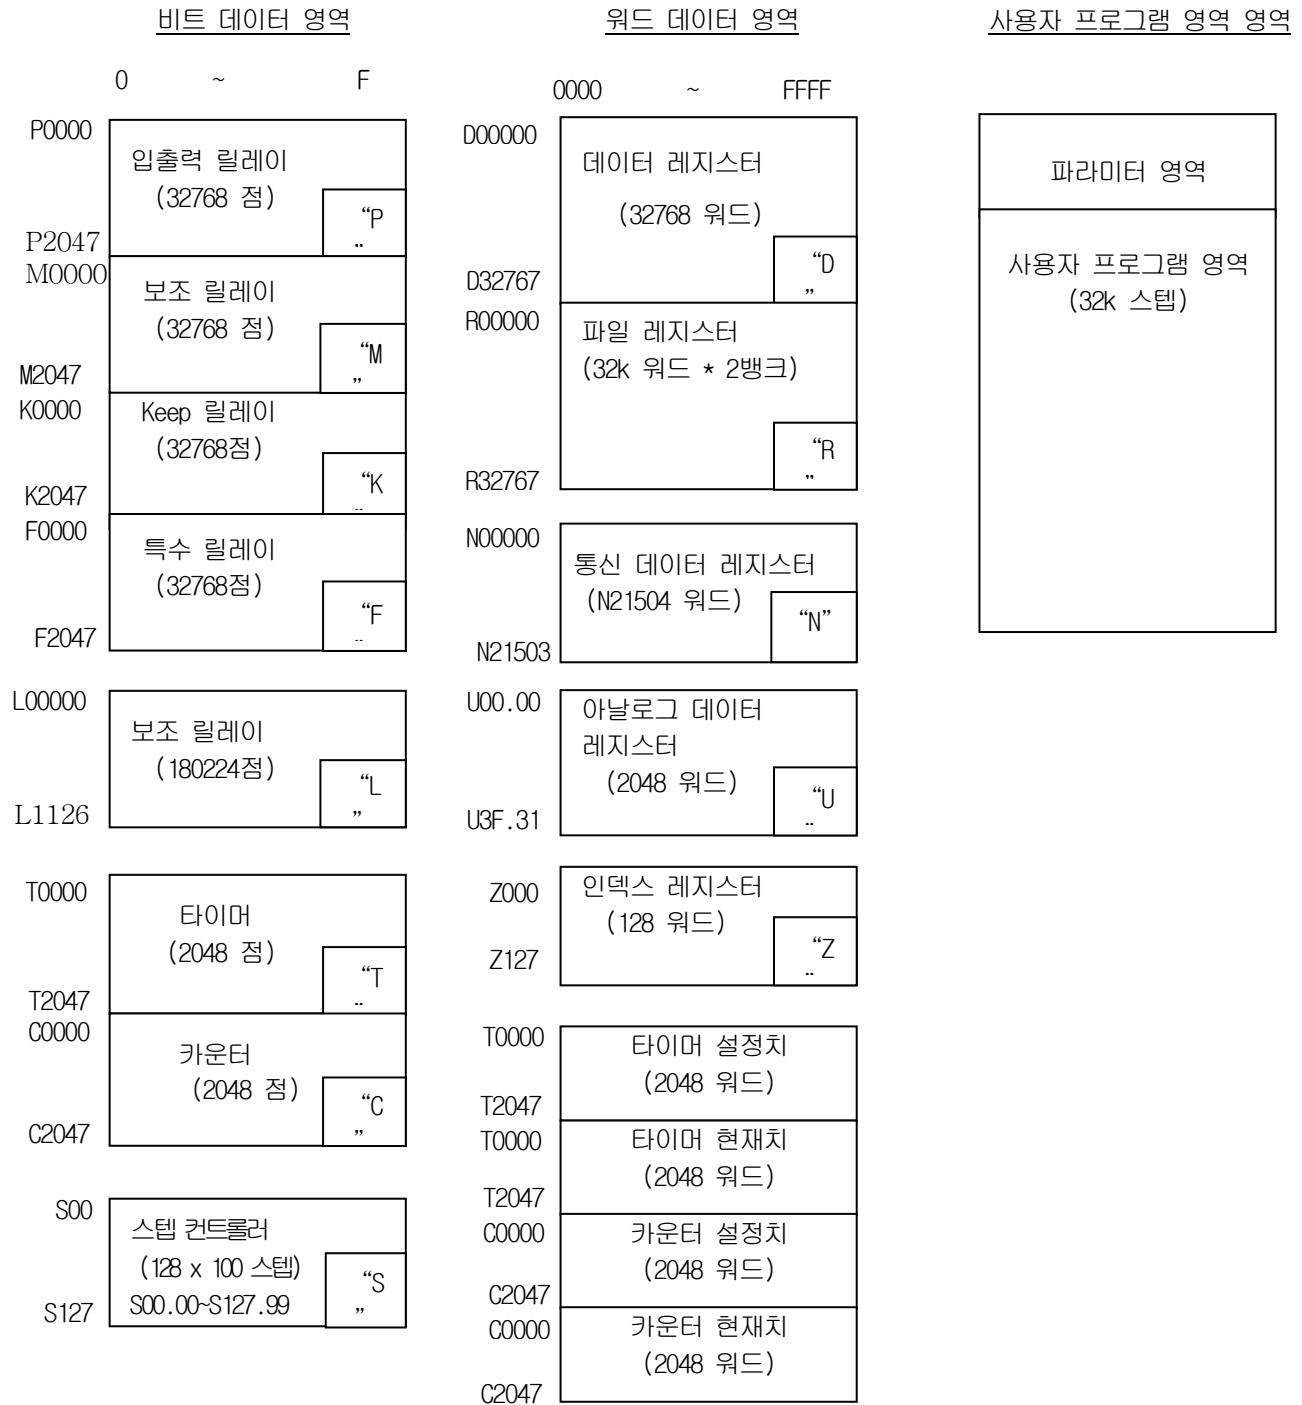 비트 데이터 영역
0 ~ F
P0000
입출력 릴레이
(32768 점)
“P
”
P2047
M0000
보조 릴레이
(32768 점)
“M
”
M2047
K0000
Keep 릴레이
(32768점)
“K
”
K2047
F0000
특수 릴레이
(32768점)
“F
”
F2047
L00000
보조 릴레이
(180224점)
“L
”
L1126
T0000
타이머
(2048 점)
“T
”
T2047
C0000
카운터
(2048 점)
“C
”
C2047
S00
스텝 컨트롤러
(128 x 100 스텝)
S00.00~S127.99
“S
”
S127
워드 데이터 영역
0000 ~ FFFF
D00000
데이터 레지스터
(32768 워드)
“D
”
D32767
R00000
파일 레지스터
(32k 워드 * 2뱅크)
“R
”
R32767
N00000
통신 데이터 레지스터
(N21504 워드)
“N”
N21503
U00.00
아날로그 데이터
레지스터
(2048 워드)
“U
”
U3F.31
Z000
인덱스 레지스터
(128 워드)
“Z
”
Z127
T0000
타이머 설정치
(2048 워드)
T2047
T0000
타이머 현재치
(2048 워드)
T2047
C0000
카운터 설정치
(2048 워드)
C2047
C0000
카운터 현재치
(2048 워드)
C2047
사용자 프로그램 영역 영역
파라미터 영역
사용자 프로그램 영역
(32k 스텝)